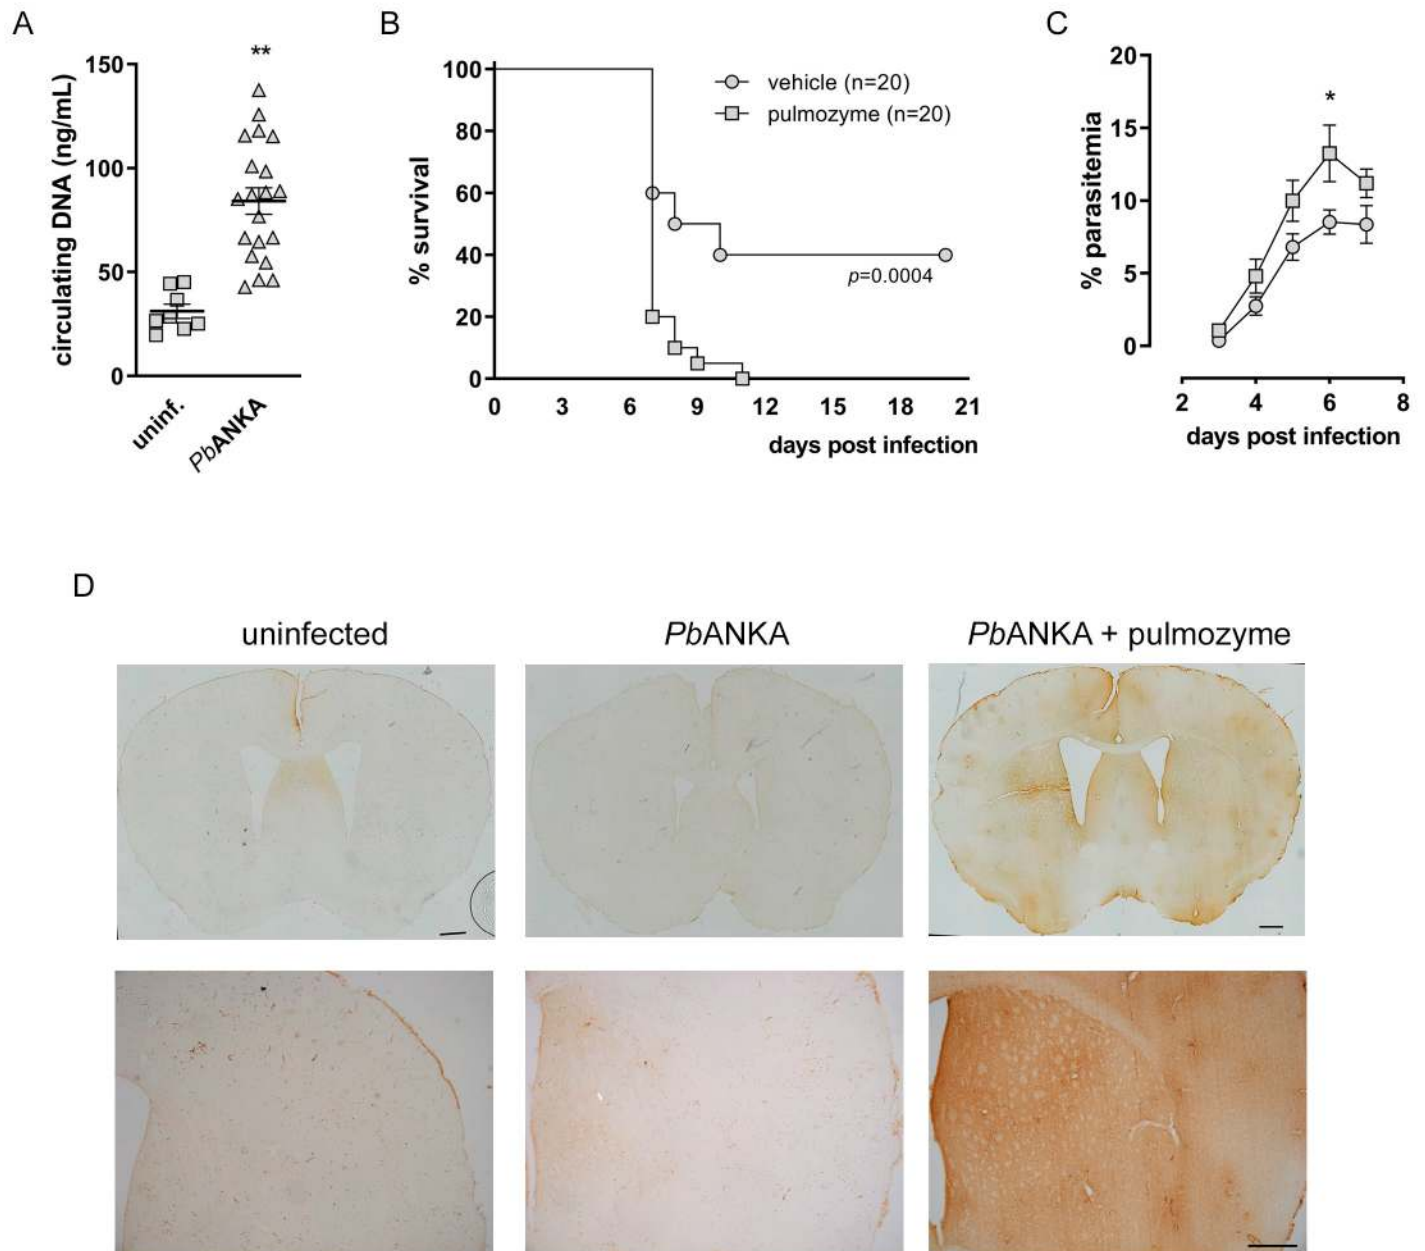 A
**
150
100
50
0
circulating DNA (ng/mL)
uninf.
PbANKA
B
100
80
60
40
20
0
% survival
vehicle (n=20)
pulmozyme (n=20)
p=0.0004
0 3 6 9 12 15 18 21
days post infection
C
20
15
10
5
0
% parasitemia
*
2 4 6 8
days post infection
D
uninfected PbANKA PbANKA + pulmozyme